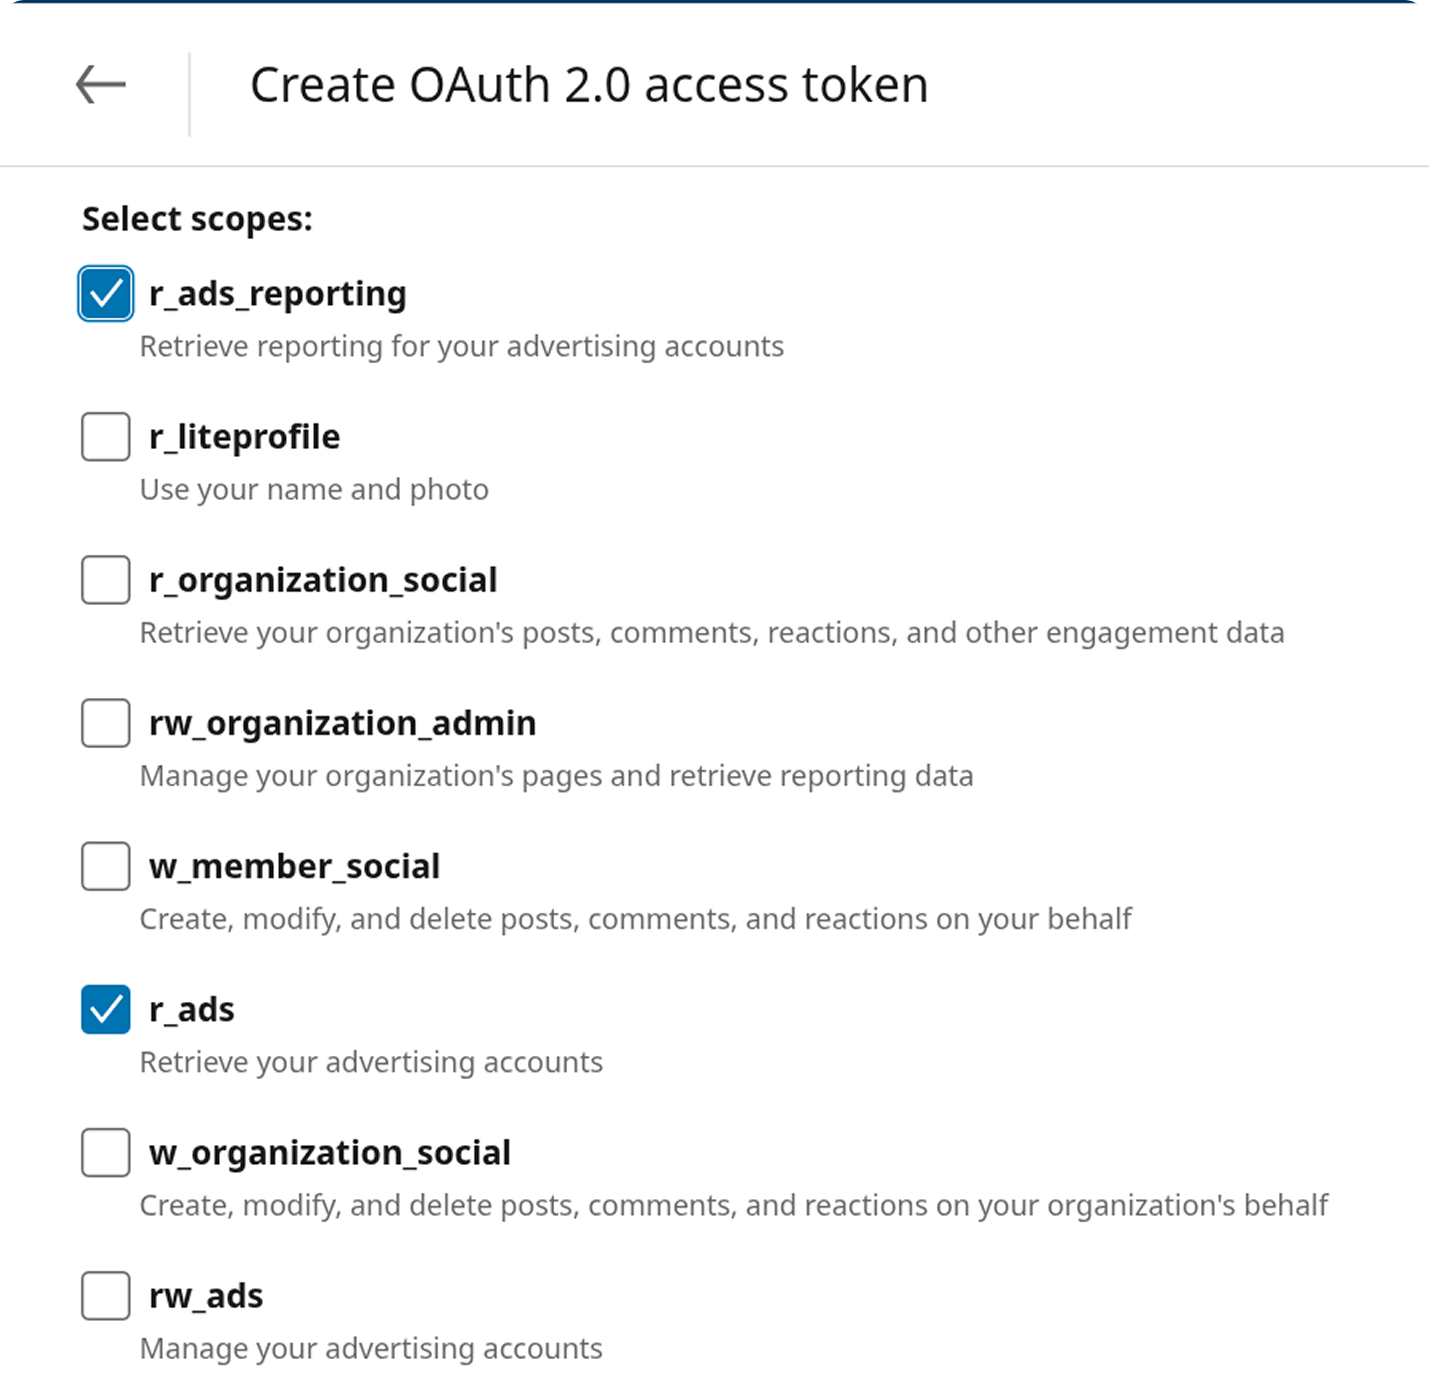 Create OAuth 2.0 access token
Select scopes:
r_ads_reporting
Retrieve reporting for your advertising accounts
r_liteprofile
Use your name and photo
r_organization_social
Retrieve your organization's posts, comments, reactions, and other engagement data
rw_organization_admin
Manage your organization's pages and retrieve reporting data
w_member_social
Create, modify, and delete posts, comments, and reactions on your behalf
r_ads
Retrieve your advertising accounts
w_organization_social
Create, modify, and delete posts, comments, and reactions on your organization's behalf
rw_ads
Manage your advertising accounts